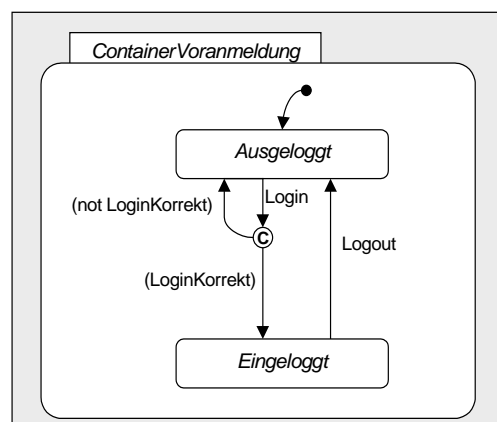 ContainerVoranmeldung
Ausgeloggt
(not LoginKorrekt)
Login
C
Logout
(LoginKorrekt)
Eingeloggt